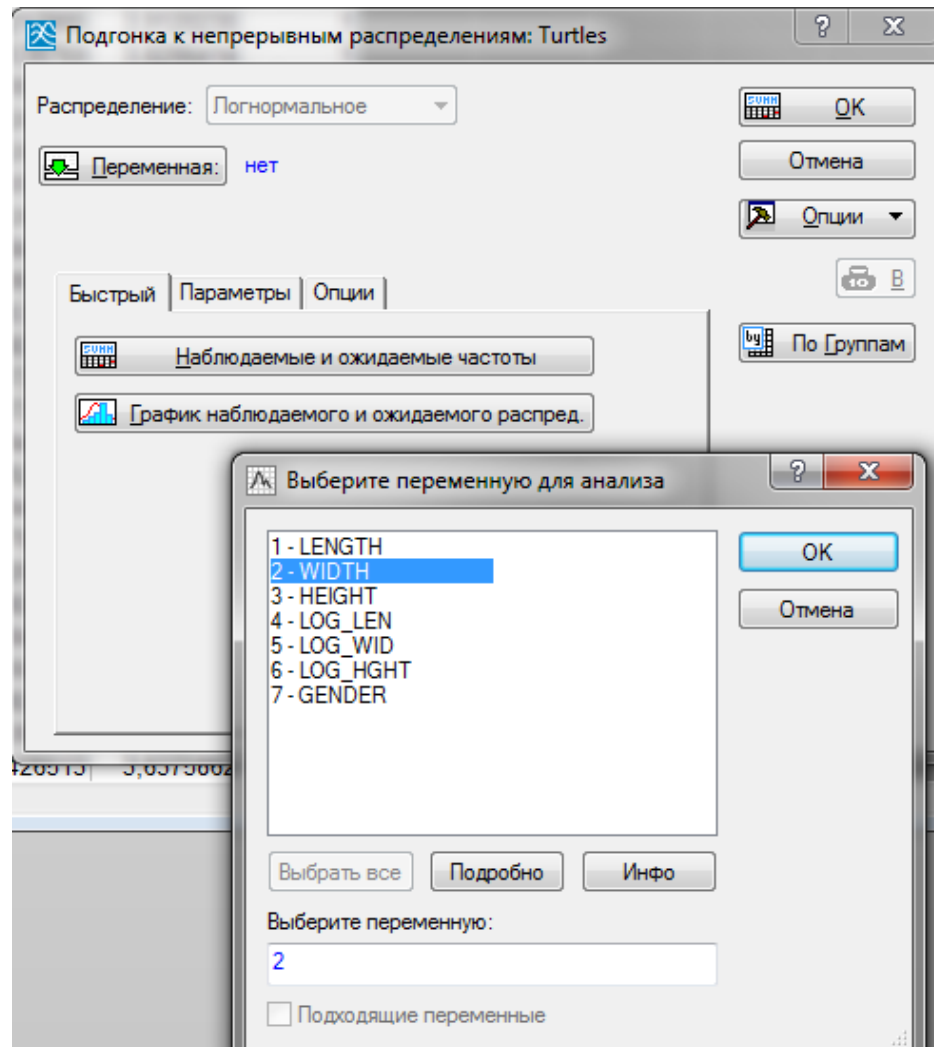 Подгонка к непрерывным распределениям: Turtles
Распределение: Логнормальное
OK
Переменная: нет
Отмена
Опции
В
Быстрый Параметры Опции
По Группам
Наблюдаемые и ожидаемые частоты
График наблюдаемого и ожидаемого распред.
Выберите переменную для анализа
1 - LENGTH
2 - WIDTH
3 - HEIGHT
4 - LOG_LEN
5 - LOG_WID
6 - LOG_HGHT
7 - GENDER
OK
Отмена
Выбрать все Подробно Инфо
Выберите переменную:
2
Подходящие переменные